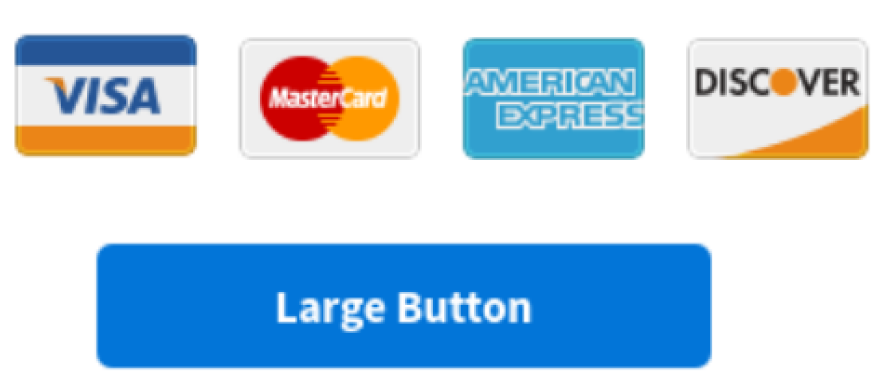 VISA
MasterCard
AMERICAN
EXPRESS
DISCOVER
Large Button